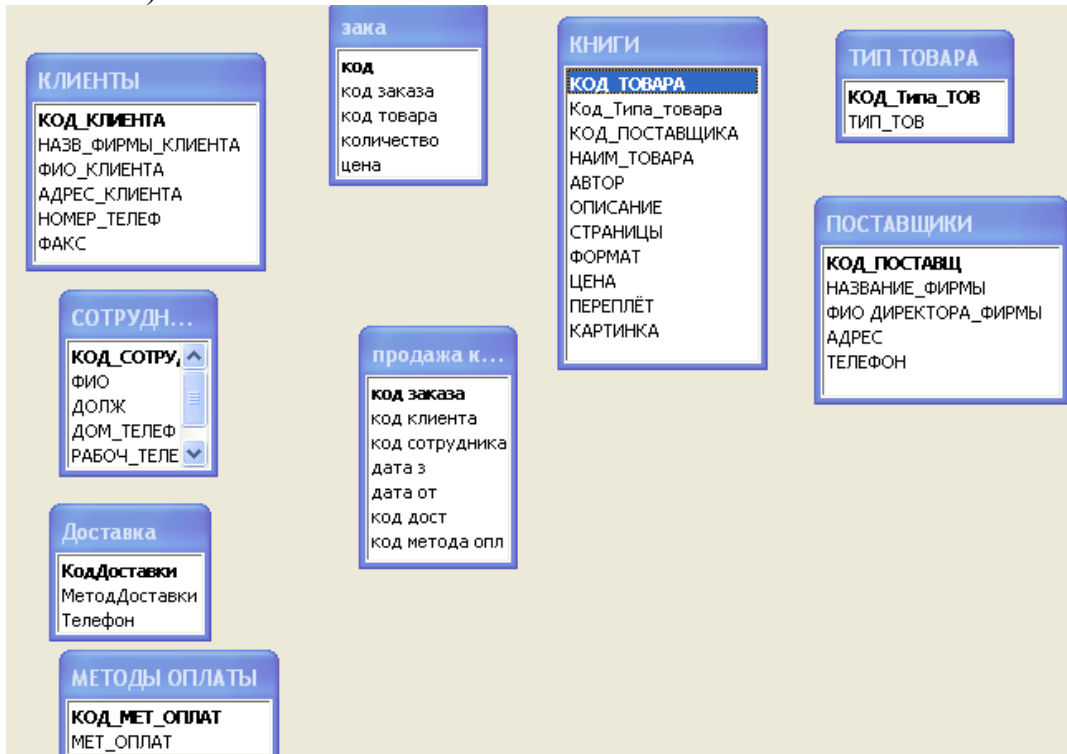 КЛИЕНТЫ
КОД_КЛИЕНТА
НАЗВ_ФИРМЫ_КЛИЕНТА
ФИО_КЛИЕНТА
АДРЕС_КЛИЕНТА
НОМЕР_ТЕЛЕФ
ФАКС
зака
код
код заказа
код товара
количество
цена
КНИГИ
КОД_ТОВАРА
Код_Типа_товара
КОД_ПОСТАВЩИКА
НАИМ_ТОВАРА
АВТОР
ОПИСАНИЕ
СТРАНИЦЫ
ФОРМАТ
ЦЕНА
ПЕРЕПЛЁТ
КАРТИНКА
ТИП ТОВАРА
КОД_Типа_ТОВ
ТИП_ТОВ
ПОСТАВЩИКИ
КОД_ПОСТАВЩ
НАЗВАНИЕ_ФИРМЫ
ФИО ДИРЕКТОРА_ФИРМЫ
АДРЕС
ТЕЛЕФОН
СОТРУДН...
КОД_СОТРУ
ФИО
ДОЛЖ
ДОМ_ТЕЛЕФ
РАБОЧ_ТЕЛЕ
продажа к...
код заказа
код клиента
код сотрудника
дата з
дата от
код дост
код метода опл
Доставка
КодДоставки
МетодДоставки
Телефон
МЕТОДЫ ОПЛАТЫ
КОД_МЕТ_ОПЛАТ
МЕТ_ОПЛАТ